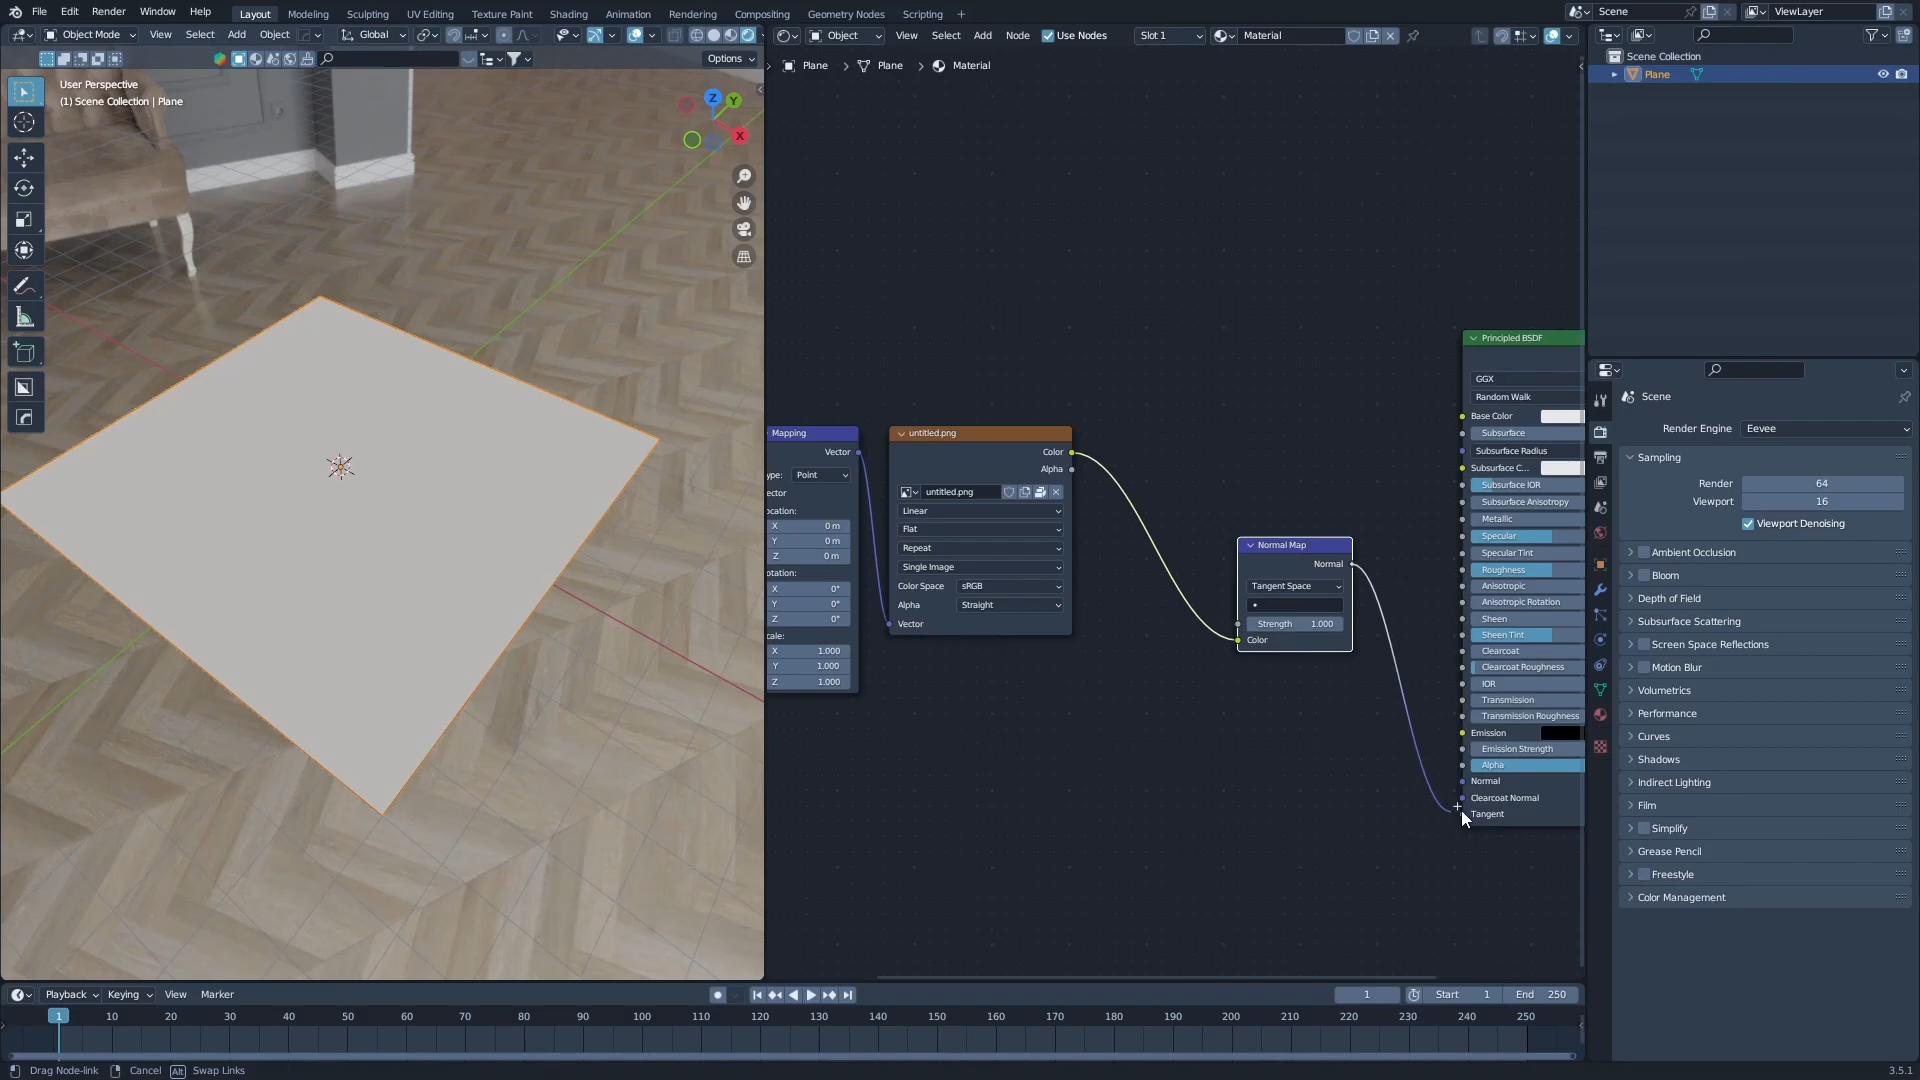 File Edit Render Window Help Layout Modeling Sculpting UV Editing Texture Paint Shading Animation Rendering Compositing Geometry Nodes Scripting + Scene ViewLayer
Object Mode View Select Add Object Global Object View Select Add Node Use Nodes Slot 1 Material
Options
User Perspective
(1) Scene Collection | Plane
Z Y X
Plane > Plane > Material
Scene Collection
Plane
Mapping
Vector
ype: Point
ector
ocation:
X 0 m
Y 0 m
Z 0 m
otation:
X 0°
Y 0°
Z 0°
cale:
X 1.000
Y 1.000
Z 1.000
untitled.png
Color
Alpha
untitled.png
Linear
Flat
Repeat
Single Image
Color Space sRGB
Alpha Straight
Vector
Normal Map
Normal
Tangent Space
Strength 1.000
Color
Principled BSDF
GGX
Random Walk
Base Color
Subsurface
Subsurface Radius
Subsurface C...
Subsurface IOR
Subsurface Anisotropy
Metallic
Specular
Specular Tint
Roughness
Anisotropic
Anisotropic Rotation
Sheen
Sheen Tint
Clearcoat
Clearcoat Roughness
IOR
Transmission
Transmission Roughness
Emission
Emission Strength
Alpha
Normal
Clearcoat Normal
Tangent
Scene
Render Engine Eevee
Sampling
Render 64
Viewport 16
Viewport Denoising
Ambient Occlusion
Bloom
Depth of Field
Subsurface Scattering
Screen Space Reflections
Motion Blur
Volumetrics
Performance
Curves
Shadows
Indirect Lighting
Film
Simplify
Grease Pencil
Freestyle
Color Management
Playback Keying View Marker 1 Start 1 End 250
1 10 20 30 40 50 60 70 80 90 100 110 120 130 140 150 160 170 180 190 200 210 220 230 240 250
Drag Node-link Cancel Alt Swap Links 3.5.1